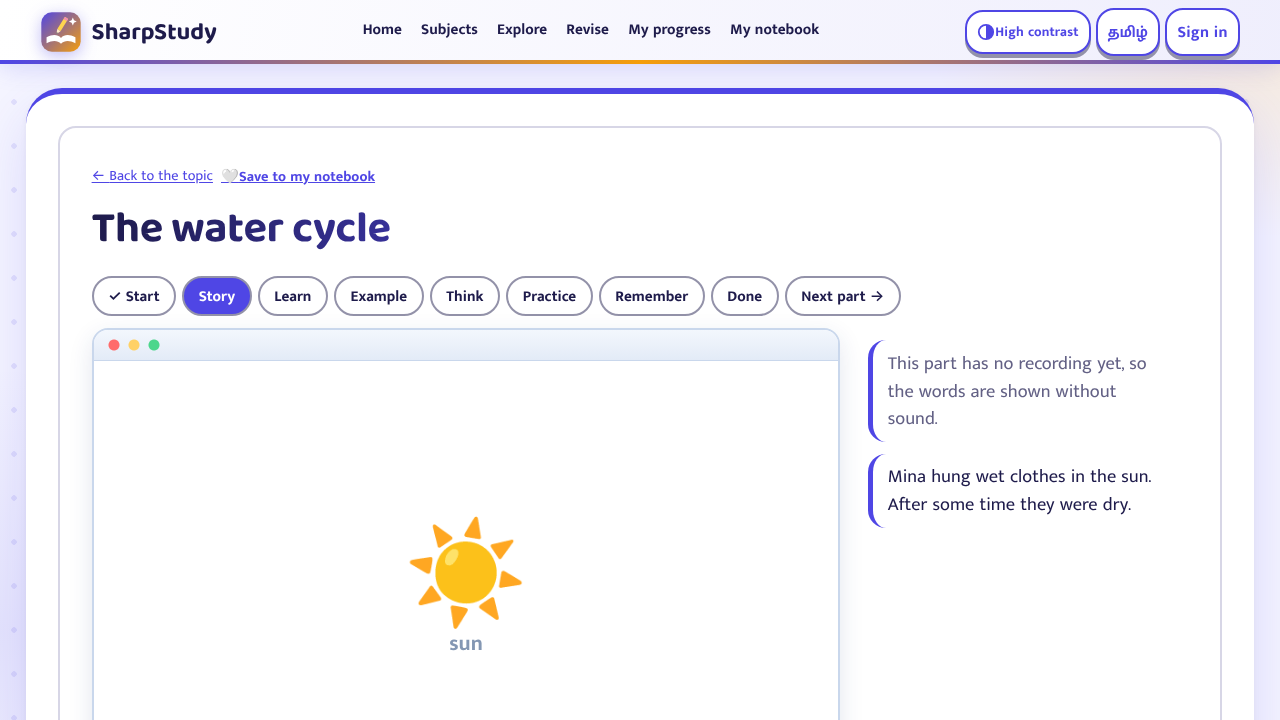 SharpStudy
Home Subjects Explore Revise My progress My notebook
High contrast
தமிழ்
Sign in
← Back to the topic 🤍Save to my notebook
The water cycle
✓ Start Story Learn Example Think Practice Remember Done Next part →
This part has no recording yet, so
the words are shown without
sound.
Mina hung wet clothes in the sun.
After some time they were dry.
sun